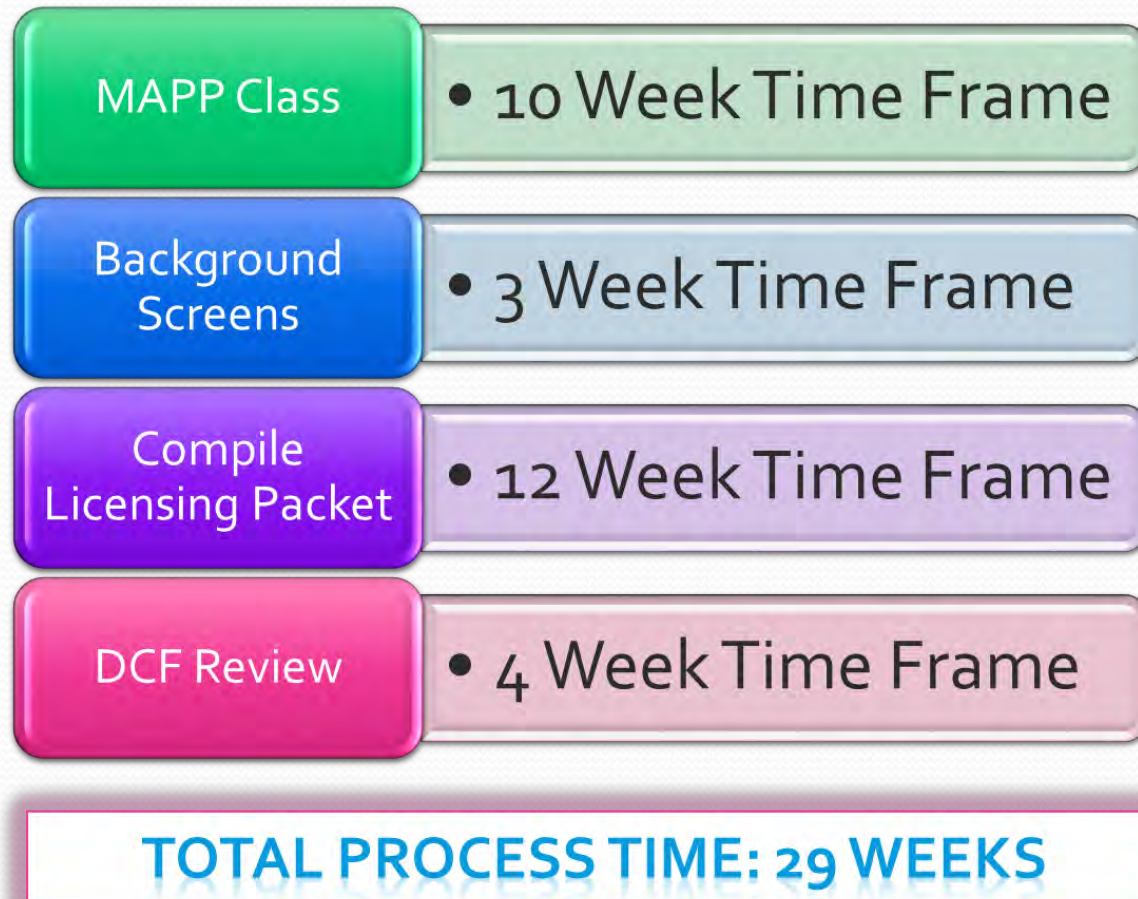 MAPP Class
• 10 Week Time Frame
Background
Screens
• 3 Week Time Frame
Compile
Licensing Packet
• 12 Week Time Frame
DCF Review
• 4 Week Time Frame
TOTAL PROCESS TIME: 29 WEEKS